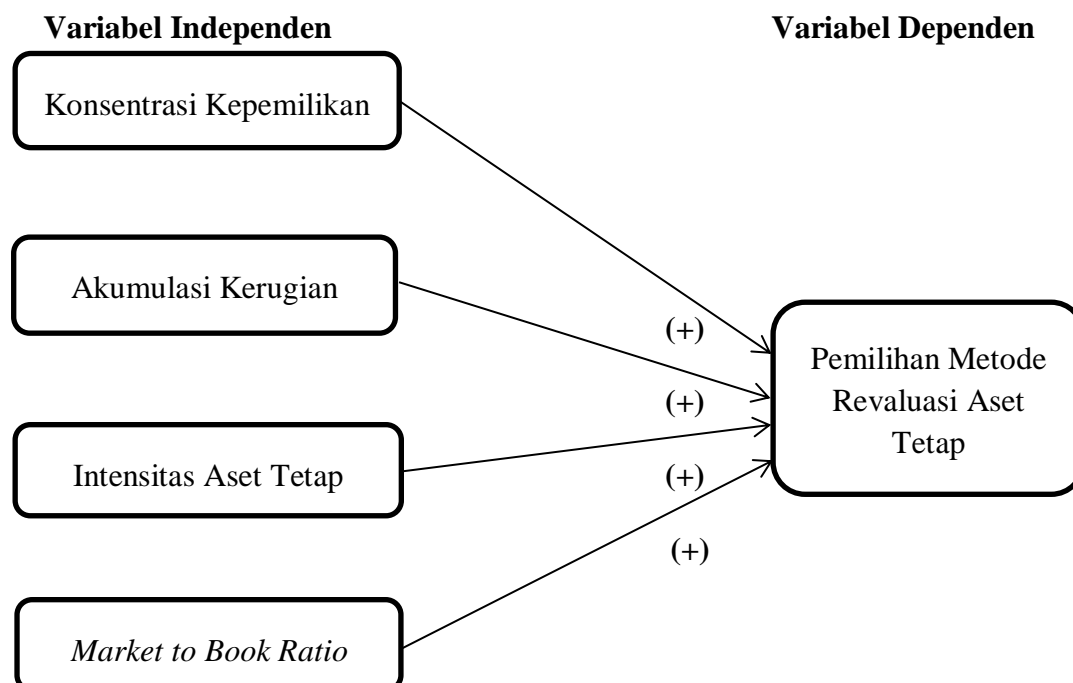 Variabel Independen
Variabel Dependen
Konsentrasi Kepemilikan
Akumulasi Kerugian
(+)
Pemilihan Metode
Revaluasi Aset
Tetap
(+)
Intensitas Aset Tetap
(+)
(+)
Market to Book Ratio